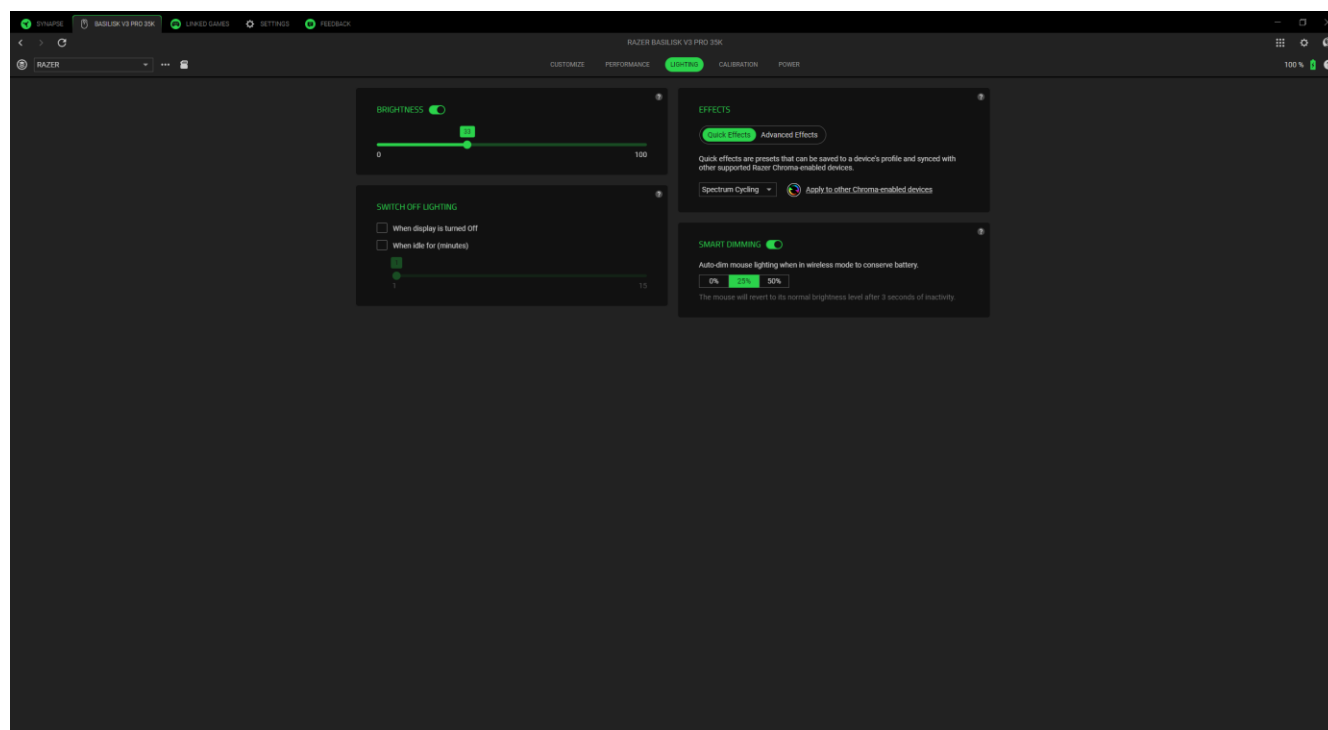 SYNAPSE
BASILISK V3 PRO 35K
LINKED GAMES
SETTINGS
FEEDBACK
RAZER BASILISK V3 PRO 35K
RAZER
CUSTOMIZE
PERFORMANCE
LIGHTING
CALIBRATION
POWER
100 %
BRIGHTNESS
33
0
100
SWITCH OFF LIGHTING
When display is turned Off
When idle for (minutes)
1
15
EFFECTS
Quick Effects
Advanced Effects
Quick effects are presets that can be saved to a device's profile and synced with
other supported Razer Chroma-enabled devices.
Spectrum Cycling
Apply to other Chroma-enabled devices
SMART DIMMING
Auto-dim mouse lighting when in wireless mode to conserve battery.
0%
25%
50%
The mouse will revert to its normal brightness level after 3 seconds of inactivity